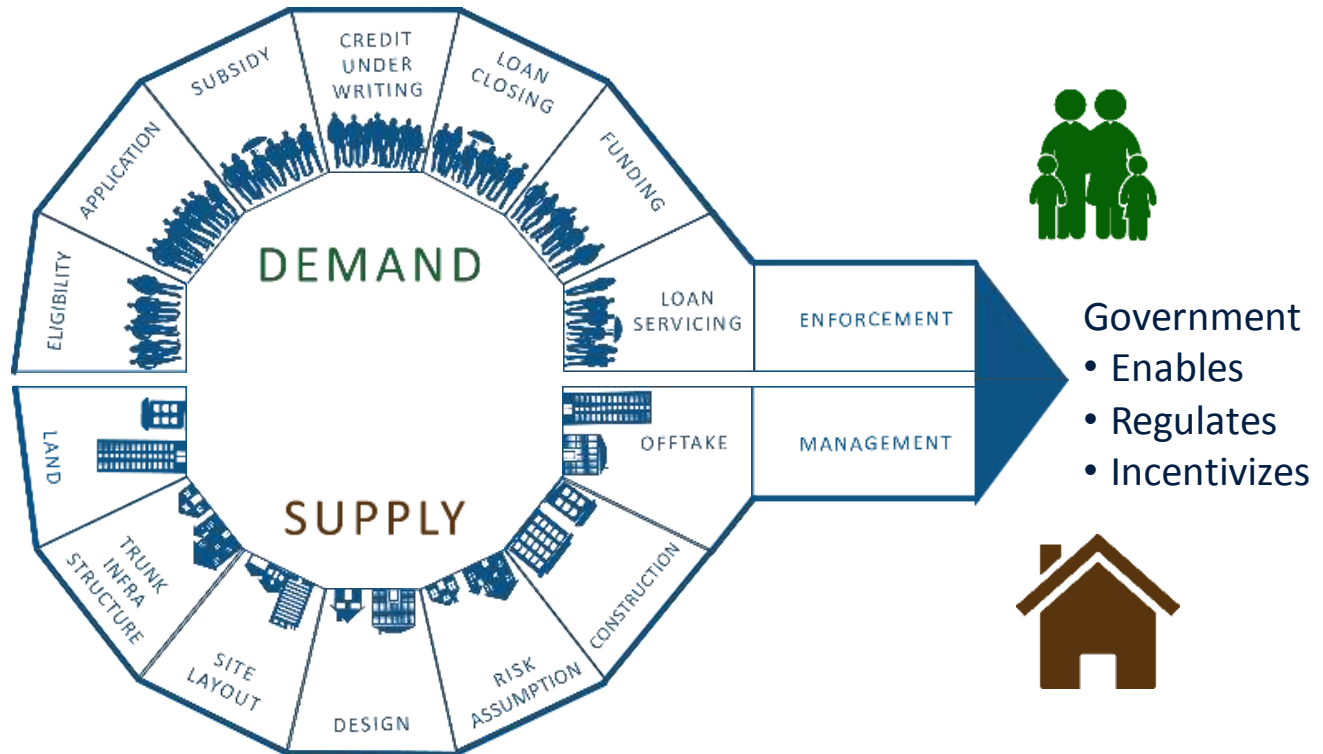 ELIGIBILITY
APPLICATION
SUBSIDY
CREDIT
UNDER
WRITING
LOAN
CLOSING
FUNDING
LOAN
SERVICING
ENFORCEMENT
DEMAND
SUPPLY
LAND
TRUNK
INFRA
STRUCTURE
SITE
LAYOUT
DESIGN
RISK
ASSUMPTION
CONSTRUCTION
OFFTAKE
MANAGEMENT
Government
• Enables
• Regulates
• Incentivizes